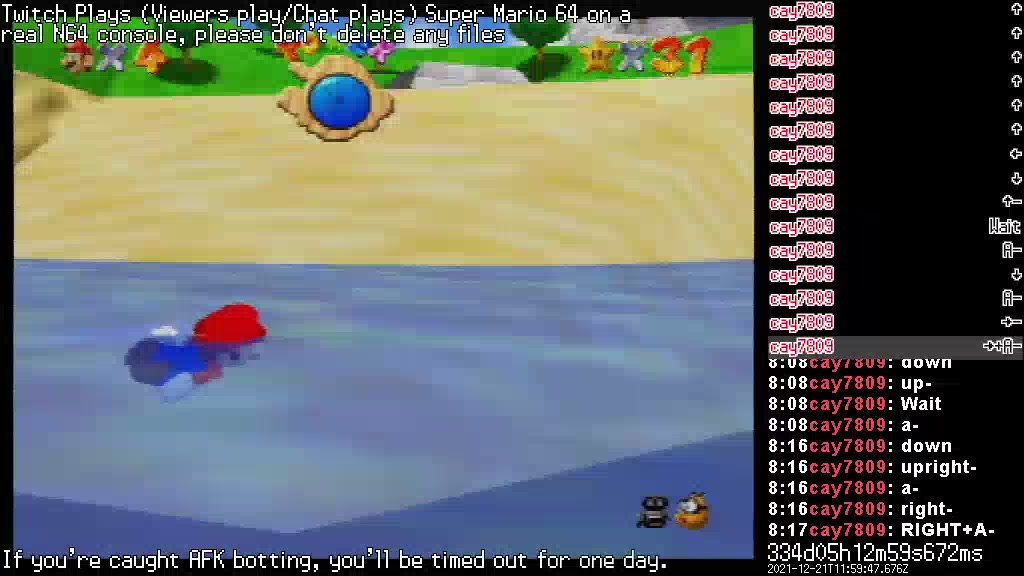 Twitch Plays (Viewers play/Chat plays) Super Mario 64 on a
real N64 console, please don't delete any files
cay7809 ↑
cay7809 ↑
cay7809 ↑
cay7809 ↑
cay7809 ↑
cay7809 ↑
cay7809 ←
cay7809 ↓
cay7809 ↑-
cay7809 Wait
cay7809 A-
cay7809 ↓
cay7809 A-
cay7809 →-
cay7809 →+A-
8:08cay7809: down
8:08cay7809: up-
8:08cay7809: Wait
8:08cay7809: a-
8:16cay7809: down
8:16cay7809: upright-
8:16cay7809: a-
8:16cay7809: right-
8:17cay7809: RIGHT+A-
334d05h12m59s672ms
2021-12-21T11:59:47.676Z
If you're caught AFK botting, you'll be timed out for one day.